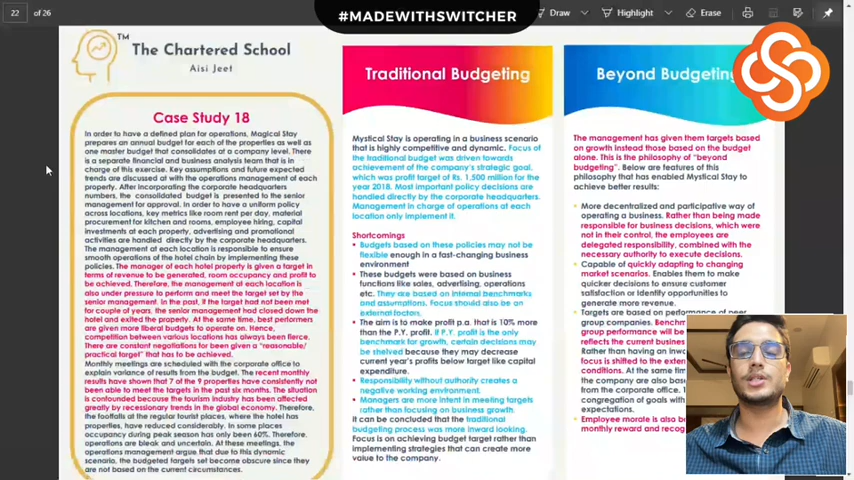 22 of 26
#MADEWITHSWITCHER
Draw
Highlight
Erase
TM
The Chartered School
Aisi Jeet
Case Study 18
In order to have a defined plan for operations, Magical Stay
prepares an annual budget for each of the properties as well as
one master budget that consolidates at a company level. There
is a separate financial and business analysis team that is in
charge of this exercise. Key assumptions and future expected
trends are discussed of with the operations management of each
property. After incorporating the corporate headquarters
numbers, the consolidated budget is presented to the senior
management for approval. In order to have a uniform policy
across locations, key metrics like room rent per day, material
procurement for kitchen and rooms, employee hiring, capital
investments at each property, advertising and promotional
activities are handled directly by the corporate headquarters.
The management at each location is responsible to ensure
smooth operations of the hotel chain by implementing these
policies. The manager of each hotel property is given a target in
terms of revenue to be generated, room occupancy and profit to
be achieved. Therefore, the management at each location is
also under pressure to perform and meet the target set by the
senior management. In the past, if the target had not been met
for couple of years, the senior management had closed down the
hotel and exited the property. At the same time, best performers
are given more liberal budgets to operate on. Hence,
competition between various locations has always been fierce.
There are constant negotiations for been given a "reasonable/
practical target" that has to be achieved.
Monthly meetings are scheduled with the corporate office to
explain variance of results from the budget. The recent monthly
results have shown that 7 of the 9 properties have consistently not
been able to meet the targets in the past six months. The situation
is confounded because the tourism industry has been affected
greatly by recessionary trends in the global economy. Therefore,
the footfalls at the regular tourist places, where the hotel has
properties, have reduced considerably. In some places
occupancy during peak season has only been 60%. Therefore,
operations are bleak and uncertain. At these meetings, the
operations management argue that due to this dynamic
scenario, the budgeted targets set become obscure since they
are not based on the current circumstances.
Traditional Budgeting
Mystical Stay is operating in a business scenario
that is highly competitive and dynamic. Focus of
the traditional budget was driven towards
achievement of the company's strategic goal,
which was profit target of Rs. 1,500 million for the
year 2018. Most important policy decisions are
handled directly by the corporate headquarters.
Management in charge of operations at each
location only implement it.
Shortcomings
• Budgets based on these policies may not be
flexible enough in a fast-changing business
environment
• These budgets were based on business
functions like sales, advertising, operations
etc. They are based on internal benchmarks
and assumptions. Focus should also be on
external factors.
• The aim is to make profit p.a. that is 10% more
than the P.Y. profit. If P.Y. profit is the only
benchmark for growth, certain decisions may
be shelved because they may decrease
current year's profits below target like capital
expenditure.
• Responsibility without authority creates a
negative working environment.
• Managers are more intent in meeting targets
rather than focusing on business growth.
It can be concluded that the traditional
budgeting process was more inward looking.
Focus is on achieving budget target rather than
implementing strategies that can create more
value to the company.
Beyond Budgeting
The management has given them targets based
on growth instead those based on the budget
alone. This is the philosophy of "beyond
budgeting". Below are features of this
philosophy that has enabled Mystical Stay to
achieve better results:
• More decentralized and participative way of
operating a business. Rather than being made
responsible for business decisions, which
were not in their control, the employees are
delegated responsibility, combined with the
necessary authority to execute decisions.
• Capable of quickly adapting to changing
market scenarios. Enables them to make
quicker decisions to ensure customer
satisfaction or identify opportunities to
generate more revenue.
• Targets are based on performance of peer
group companies. Bench
group performance will be
reflects the current busines
Rather than having an inw
focus is shifted to the exte
conditions. At the same tim
the company are also bas
from the corporate office.
congregation of goals with
expectations.
• Employee morale is also b
monthly reward and recog